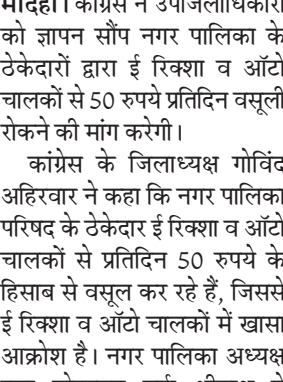 मौदहा। कांग्रेस ने उपजिलाधिकारी
को ज्ञापन सौंप नगर पालिका के
ठेकेदारों द्वारा ई रिक्शा व ऑटो
चालकों से 50 रुपये प्रतिदिन वसूली
रोकने की मांग करेगी।
कांग्रेस के जिलाध्यक्ष गोविंद
अहिरवार ने कहा कि नगर पालिका
परिषद के ठेकेदार ई रिक्शा व ऑटो
चालकों से प्रतिदिन 50 रुपये के
हिसाब से वसूल कर रहे हैं, जिससे
ई रिक्शा व ऑटो चालकों में खासा
आक्रोश है। नगर पालिका अध्यक्ष